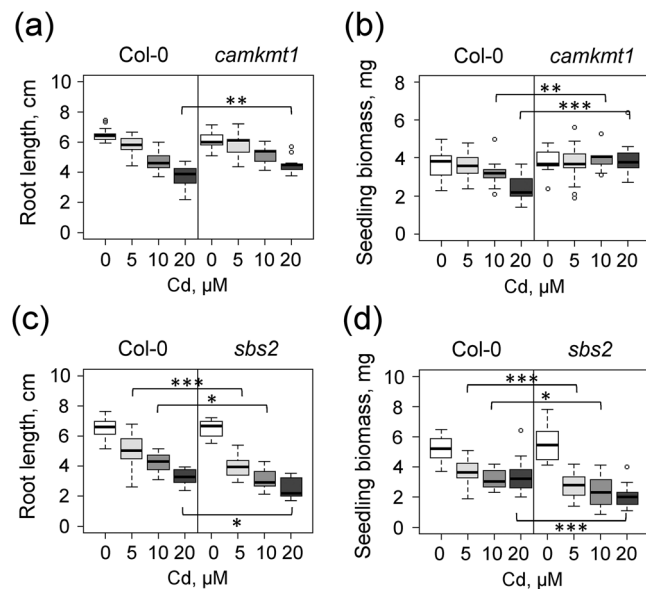 (a)
Col-0 camkmt1
Root length, cm
10
8
6
4
2
0
**
0 5 10 20 0 5 10 20
Cd, µM
(b)
Col-0 camkmt1
Seedling biomass, mg
8
6
4
2
0
**
***
0 5 10 20 0 5 10 20
Cd, µM
(c)
Col-0 sbs2
Root length, cm
10
8
6
4
2
0
***
*
*
0 5 10 20 0 5 10 20
Cd, µM
(d)
Col-0 sbs2
Seedling biomass, mg
10
8
6
4
2
0
***
*
***
0 5 10 20 0 5 10 20
Cd, µM